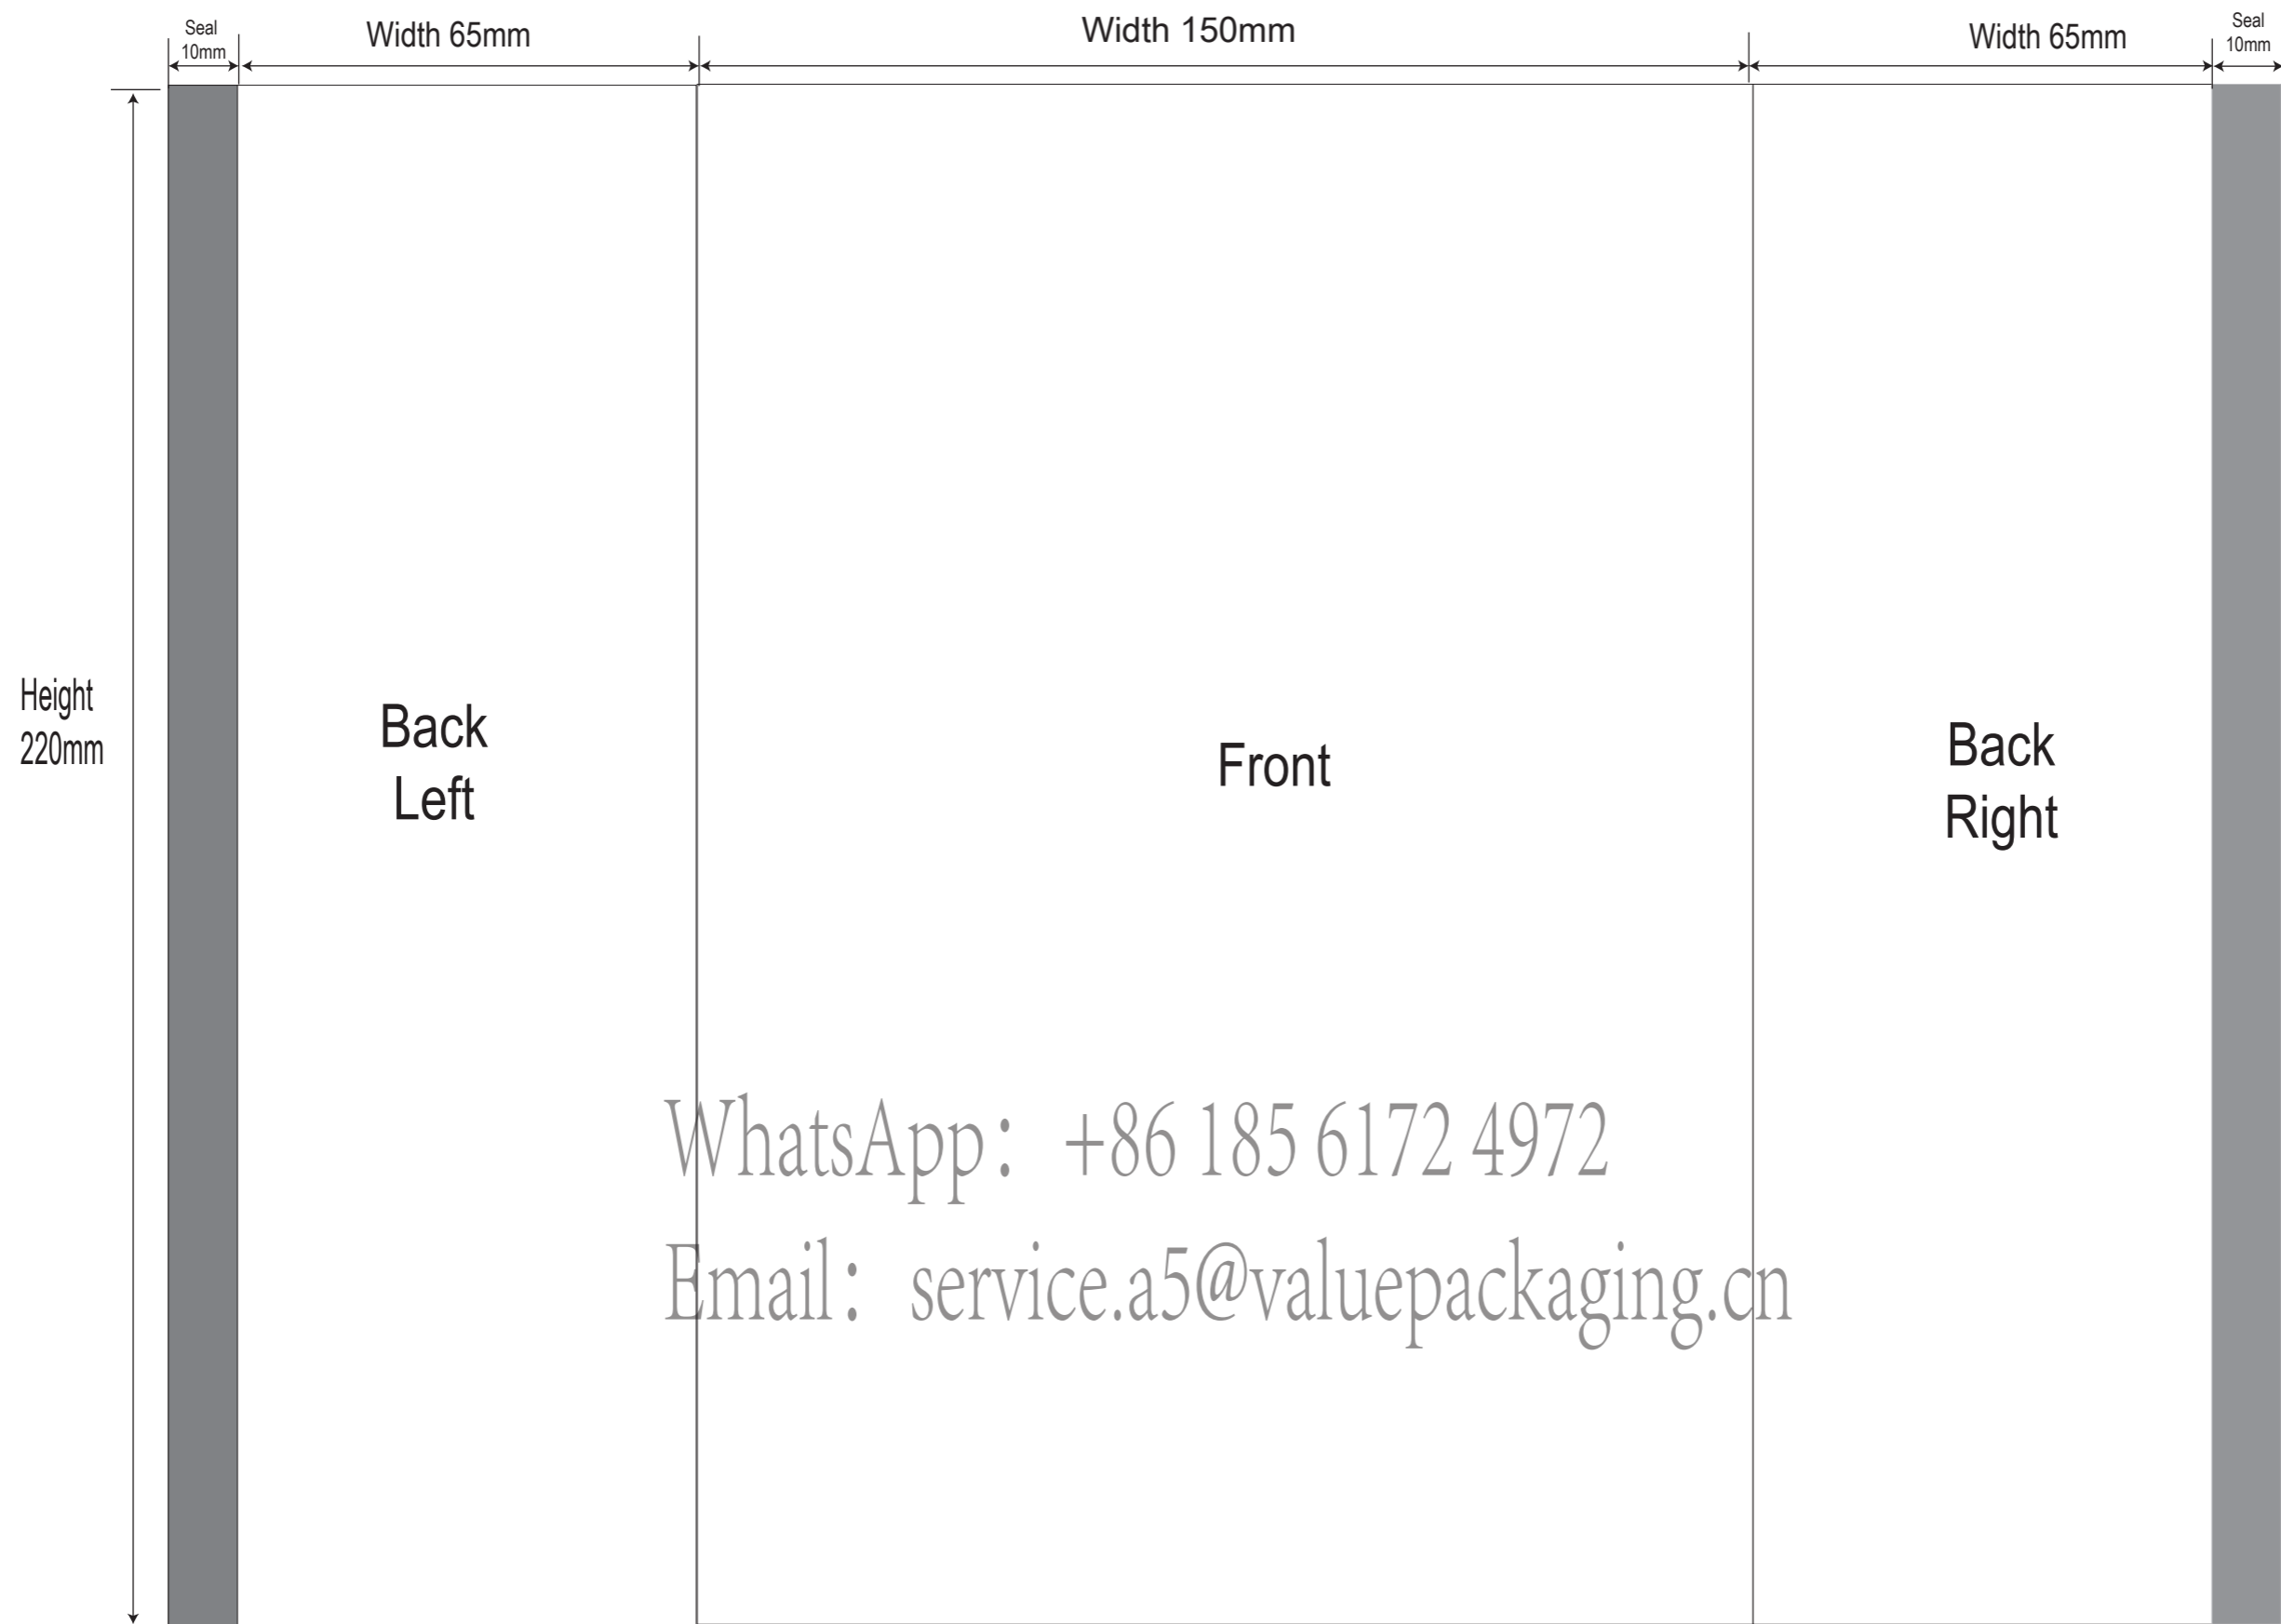 Seal
10mm
Width 65mm
Width 150mm
Width 65mm
Seal
10mm
Height
220mm
Back
Left
Front
Back
Right
WhatsApp： +86 185 6172 4972
Email： service.a5@valuepackaging.cn